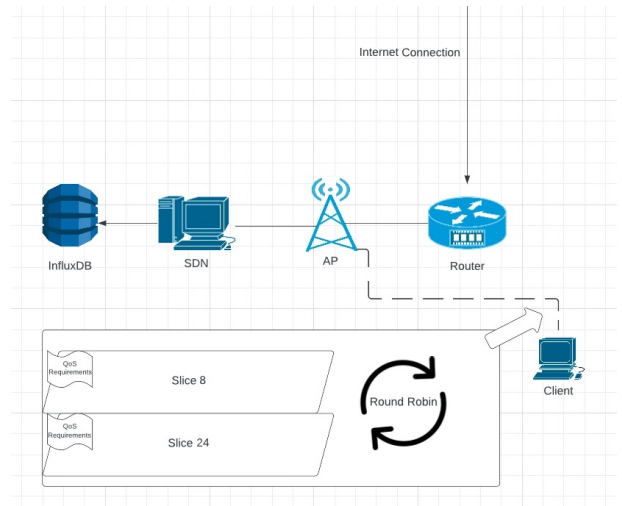 Internet Connection
InfluxDB
SDN
AP
Router
QoS
Requirements
Slice 8
Round Robin
Client
QoS
Requirements
Slice 24